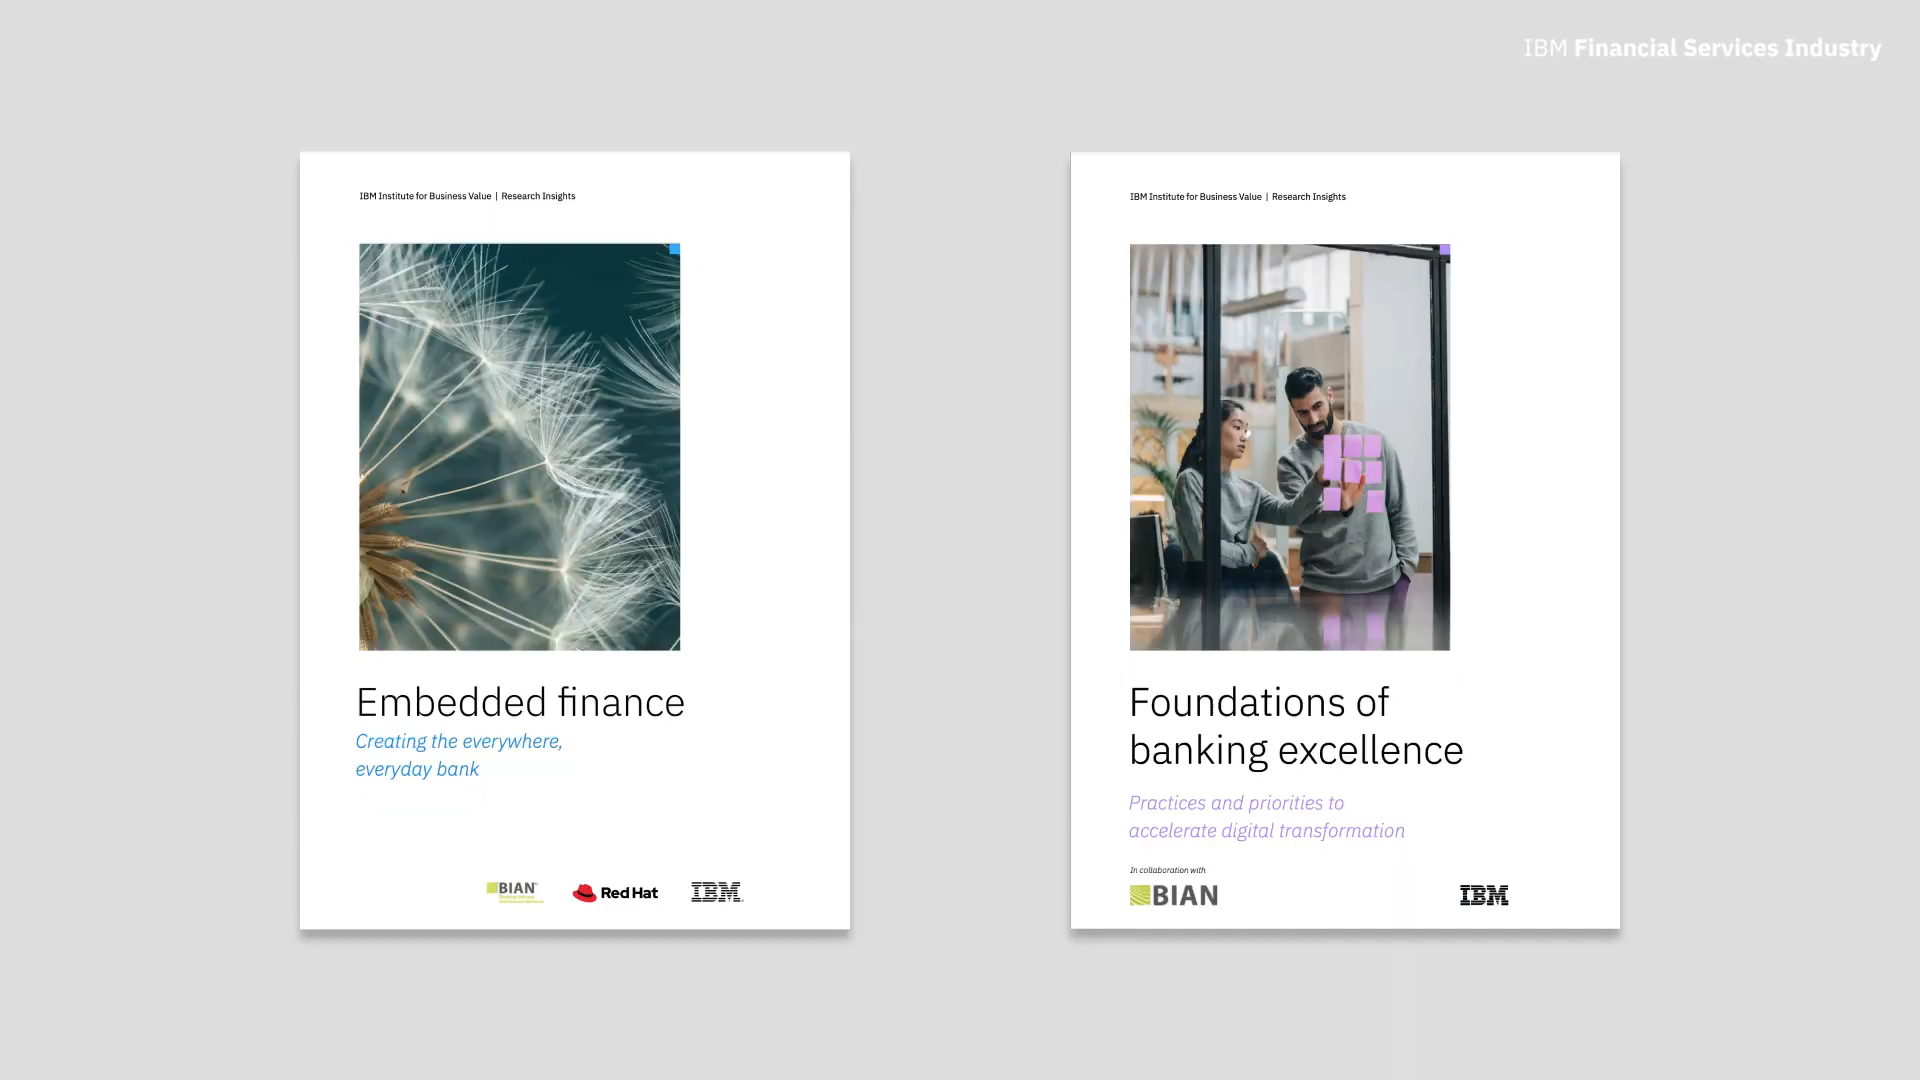 IBM Financial Services Industry
IBM Institute for Business Value | Research Insights
Embedded finance
Creating the everywhere,
everyday bank
BIAN
Red Hat
IBM
IBM Institute for Business Value | Research Insights
Foundations of
banking excellence
Practices and priorities to
accelerate digital transformation
In collaboration with
BIAN
IBM